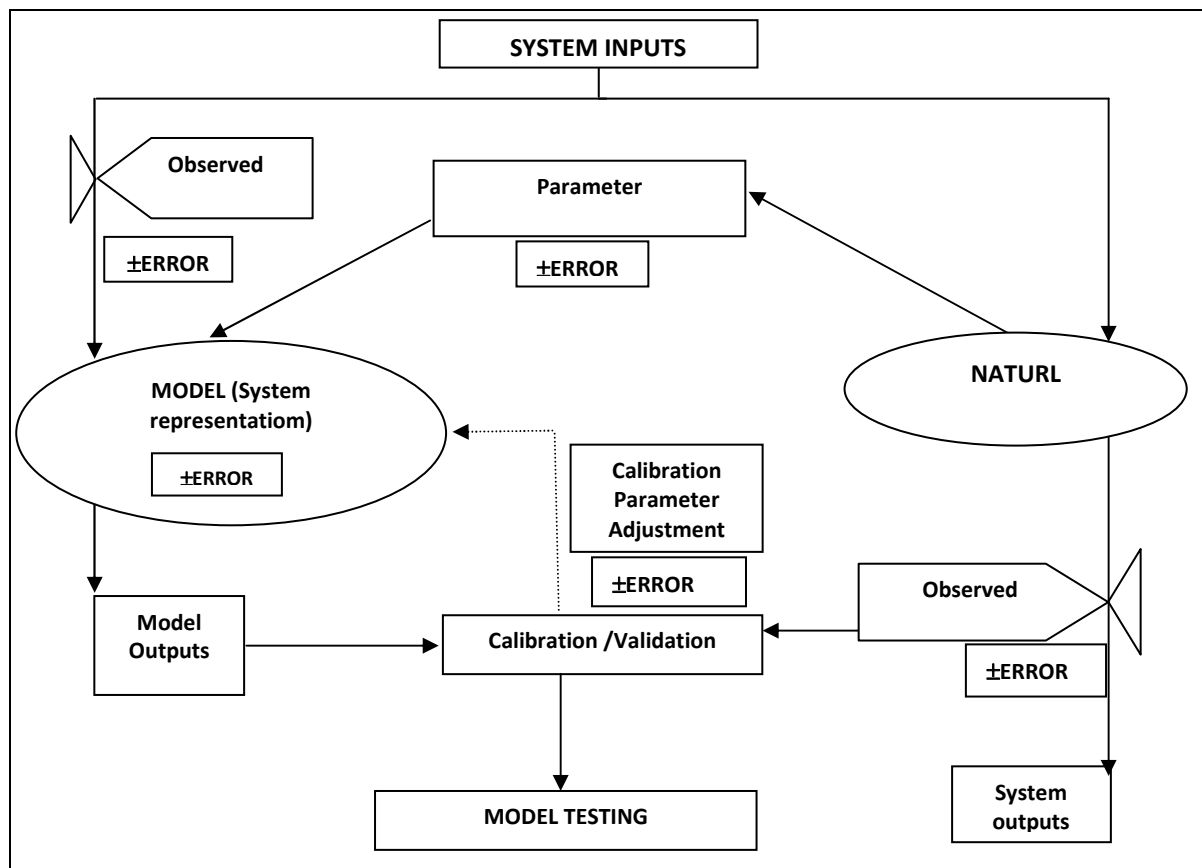 SYSTEM INPUTS
Observed
Parameter
±ERROR
±ERROR
MODEL (System
representatiom)
±ERROR
NATURL
Calibration
Parameter
Adjustment
±ERROR
Observed
Model
Outputs
Calibration /Validation
±ERROR
MODEL TESTING
System
outputs